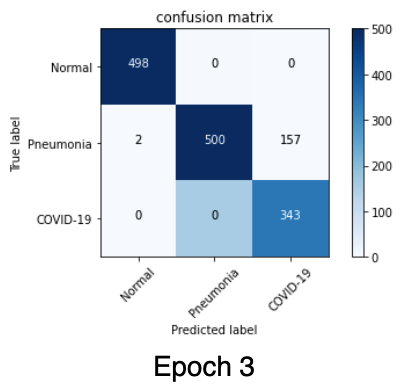 confusion matrix
Normal 498 0 0
Pneumonia 2 500 157
COVID-19 0 0 343
Normal Pneumonia COVID-19
True label
Predicted label
500
400
300
200
100
0
Epoch 3